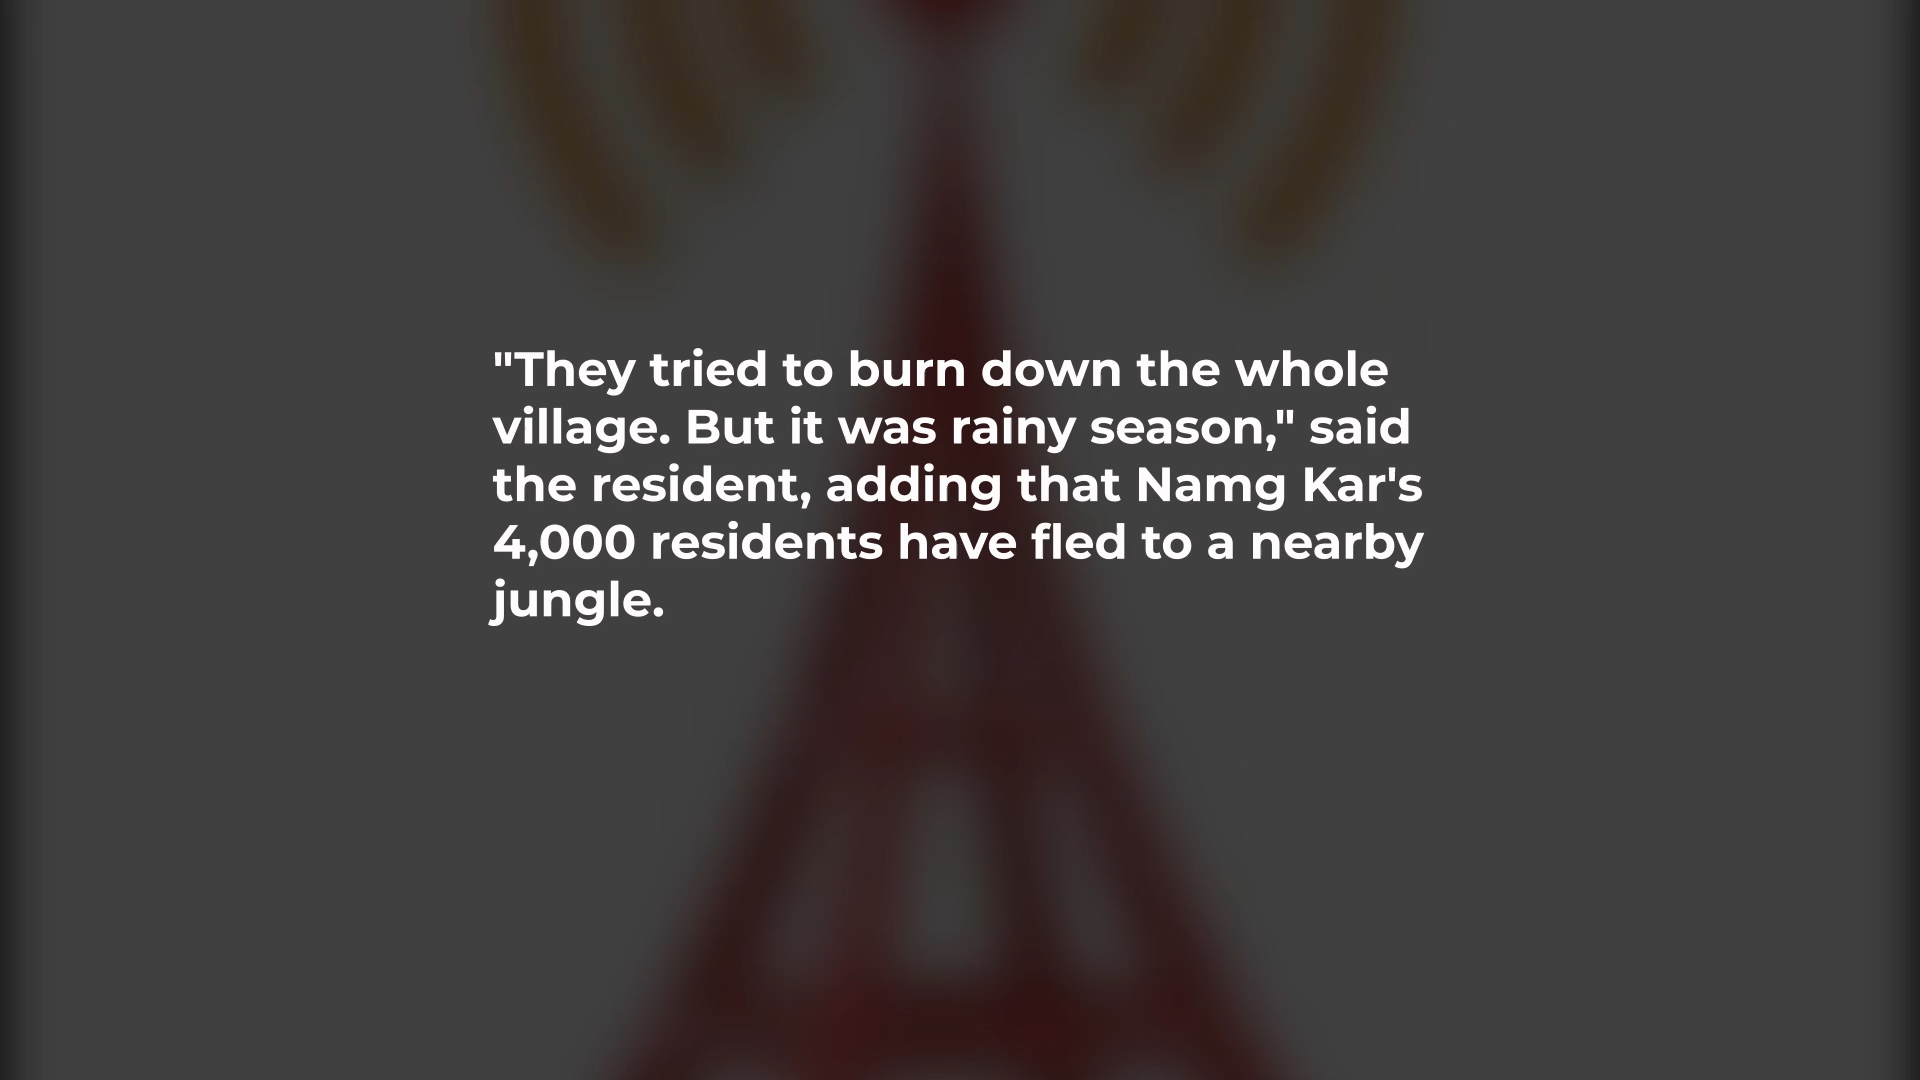 "They tried to burn down the whole
village. But it was rainy season," said
the resident, adding that Namg Kar's
4,000 residents have fled to a nearby
jungle.